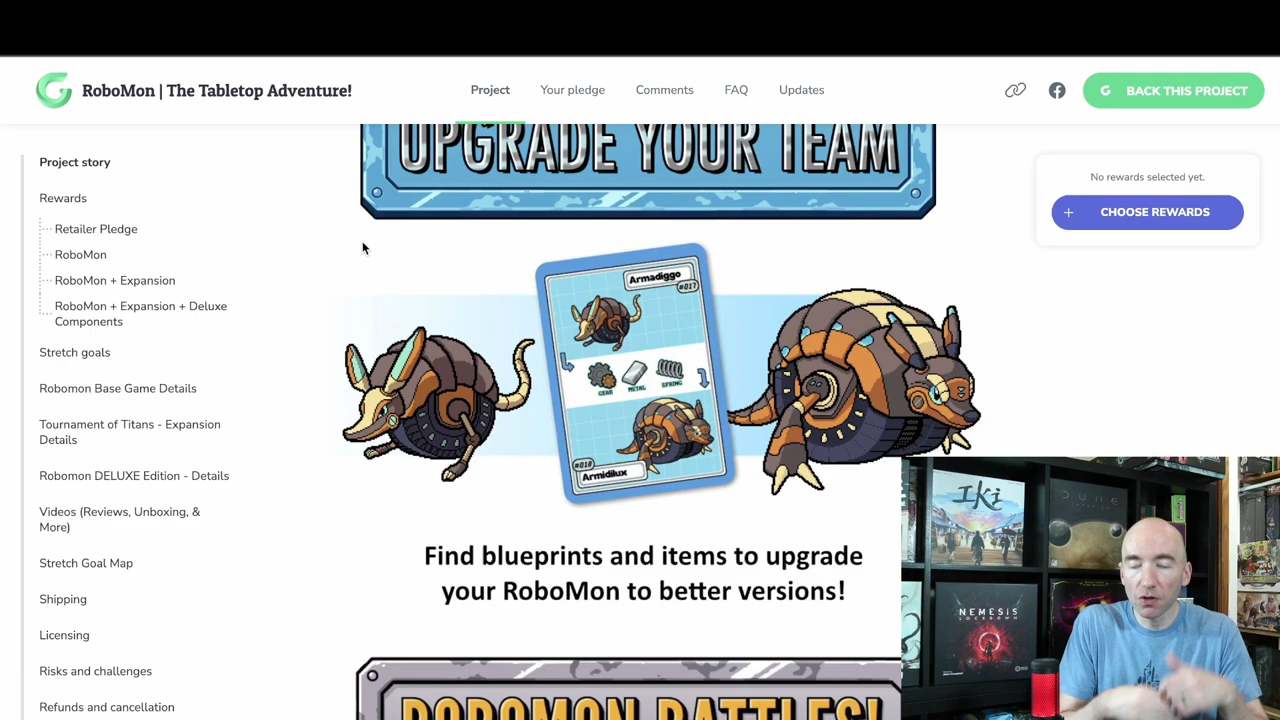 RoboMon | The Tabletop Adventure!
Project
Your pledge
Comments
FAQ
Updates
BACK THIS PROJECT
Project story
Rewards
Retailer Pledge
RoboMon
RoboMon + Expansion
RoboMon + Expansion + Deluxe
Components
Stretch goals
Robomon Base Game Details
Tournament of Titans - Expansion
Details
Robomon DELUXE Edition - Details
Videos (Reviews, Unboxing, &
More)
Stretch Goal Map
Shipping
Licensing
Risks and challenges
Refunds and cancellation
UPGRADE YOUR TEAM
Armadiggo
#017
GEAR
METAL
SPRING
#018
Armidilux
Find blueprints and items to upgrade
your RoboMon to better versions!
ROBOMON BATTLES!
No rewards selected yet.
+ CHOOSE REWARDS
IKI
DUNE
NEMESIS
LOCKDOWN